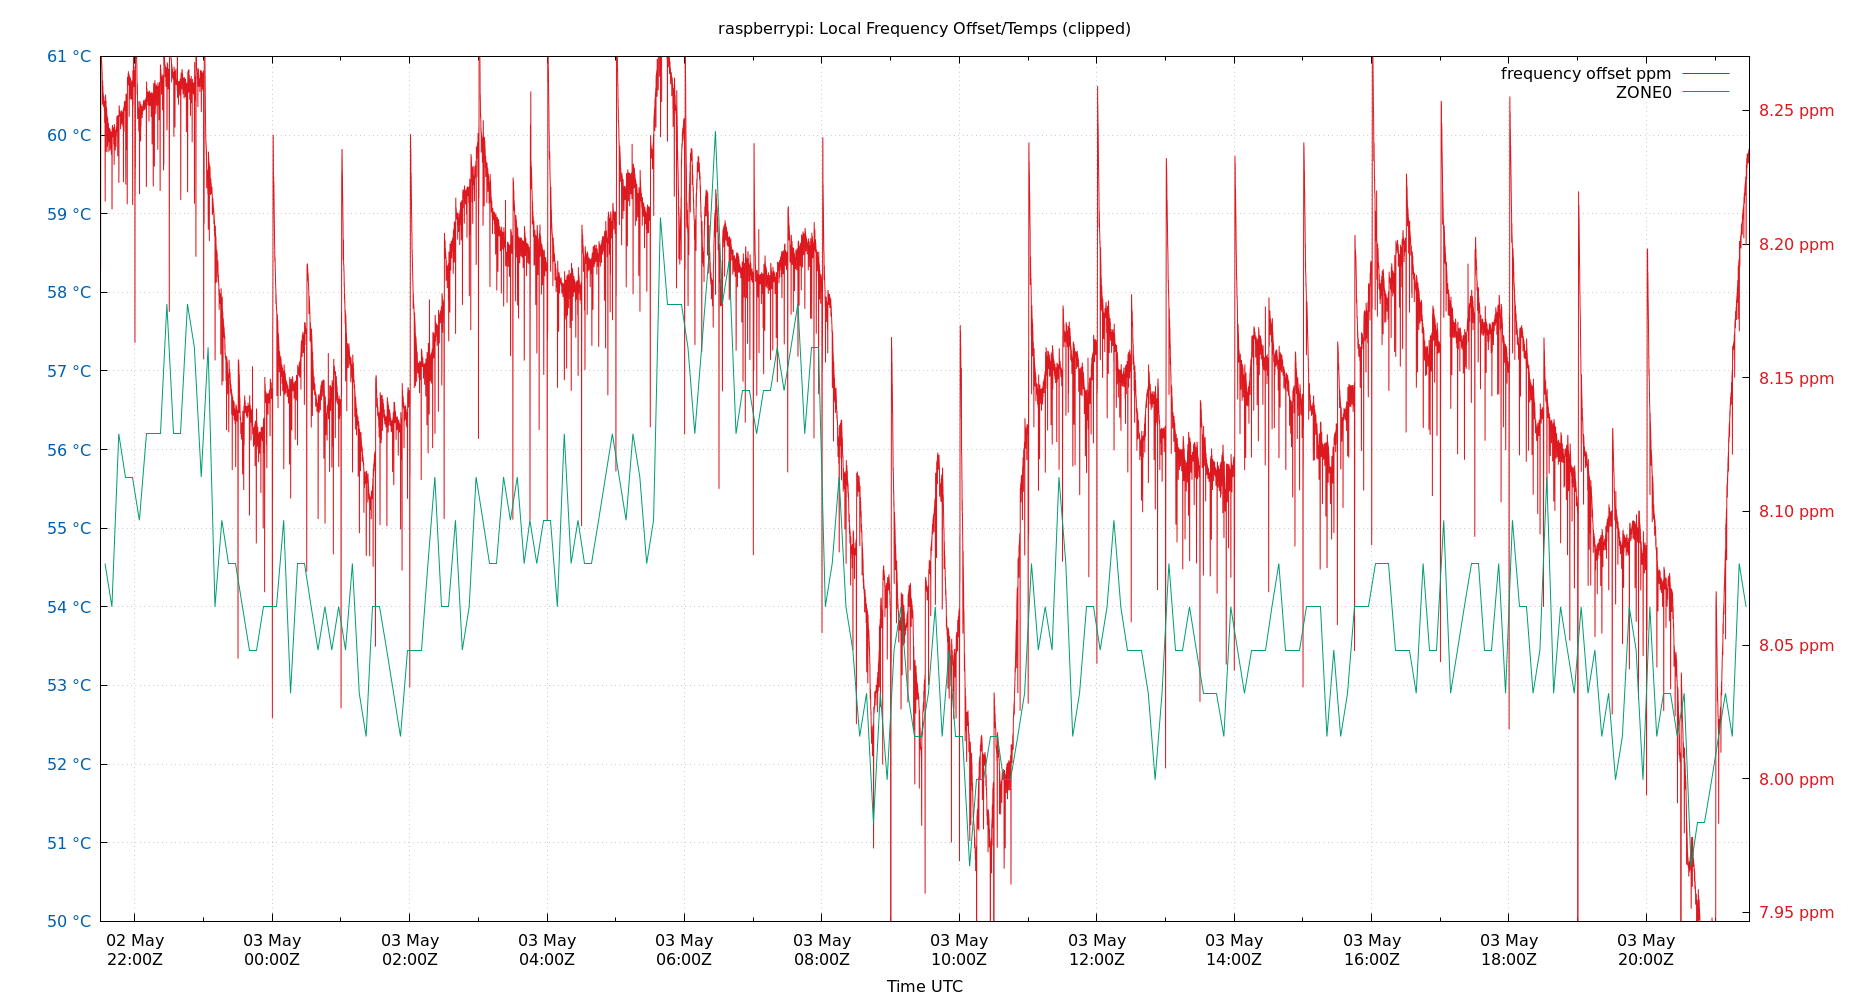 raspberrypi: Local Frequency Offset/Temps (clipped)
61 °C
60 °C
59 °C
58 °C
57 °C
56 °C
55 °C
54 °C
53 °C
52 °C
51 °C
50 °C
frequency offset ppm
ZONE0
8.25 ppm
8.20 ppm
8.15 ppm
8.10 ppm
8.05 ppm
8.00 ppm
7.95 ppm
02 May 03 May 03 May 03 May 03 May 03 May 03 May 03 May 03 May 03 May 03 May 03 May
22:00Z 00:00Z 02:00Z 04:00Z 06:00Z 08:00Z 10:00Z 12:00Z 14:00Z 16:00Z 18:00Z 20:00Z
Time UTC